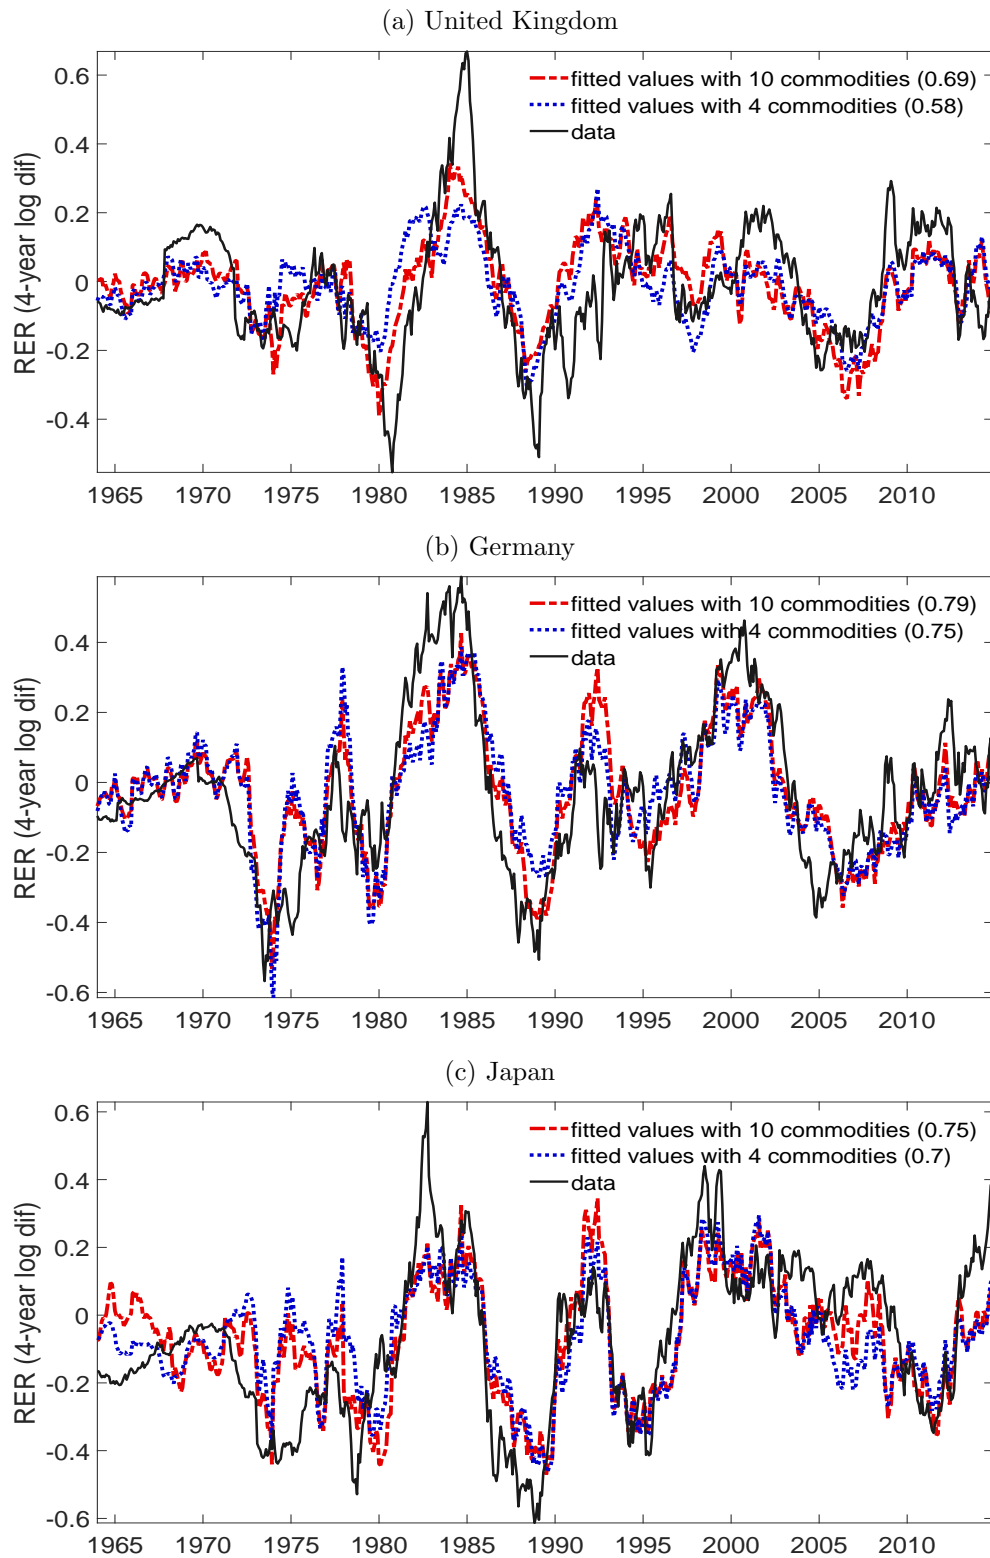 (a) United Kingdom
fitted values with 10 commodities (0.69)
fitted values with 4 commodities (0.58)
data
RER (4-year log dif)
0.6
0.4
0.2
0
-0.2
-0.4
1965 1970 1975 1980 1985 1990 1995 2000 2005 2010
(b) Germany
fitted values with 10 commodities (0.79)
fitted values with 4 commodities (0.75)
data
RER (4-year log dif)
0.4
0.2
0
-0.2
-0.4
-0.6
1965 1970 1975 1980 1985 1990 1995 2000 2005 2010
(c) Japan
fitted values with 10 commodities (0.75)
fitted values with 4 commodities (0.7)
data
RER (4-year log dif)
0.6
0.4
0.2
0
-0.2
-0.4
-0.6
1965 1970 1975 1980 1985 1990 1995 2000 2005 2010